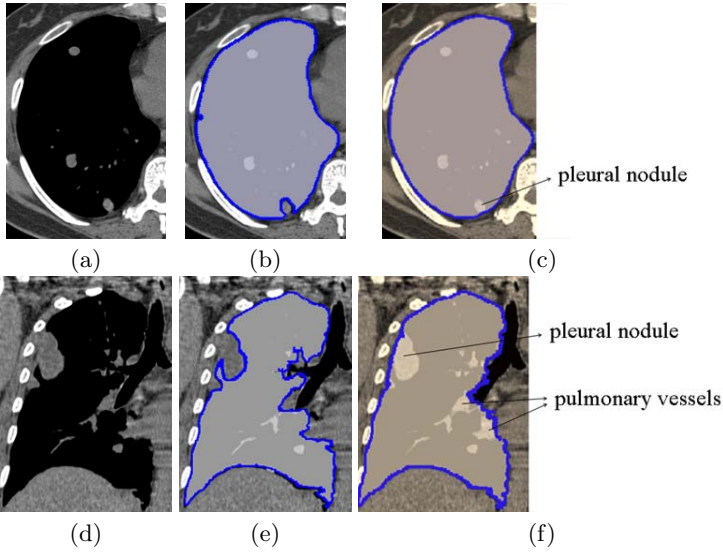 pleural nodule
(a) (b) (c)
pleural nodule
pulmonary vessels
(d) (e) (f)